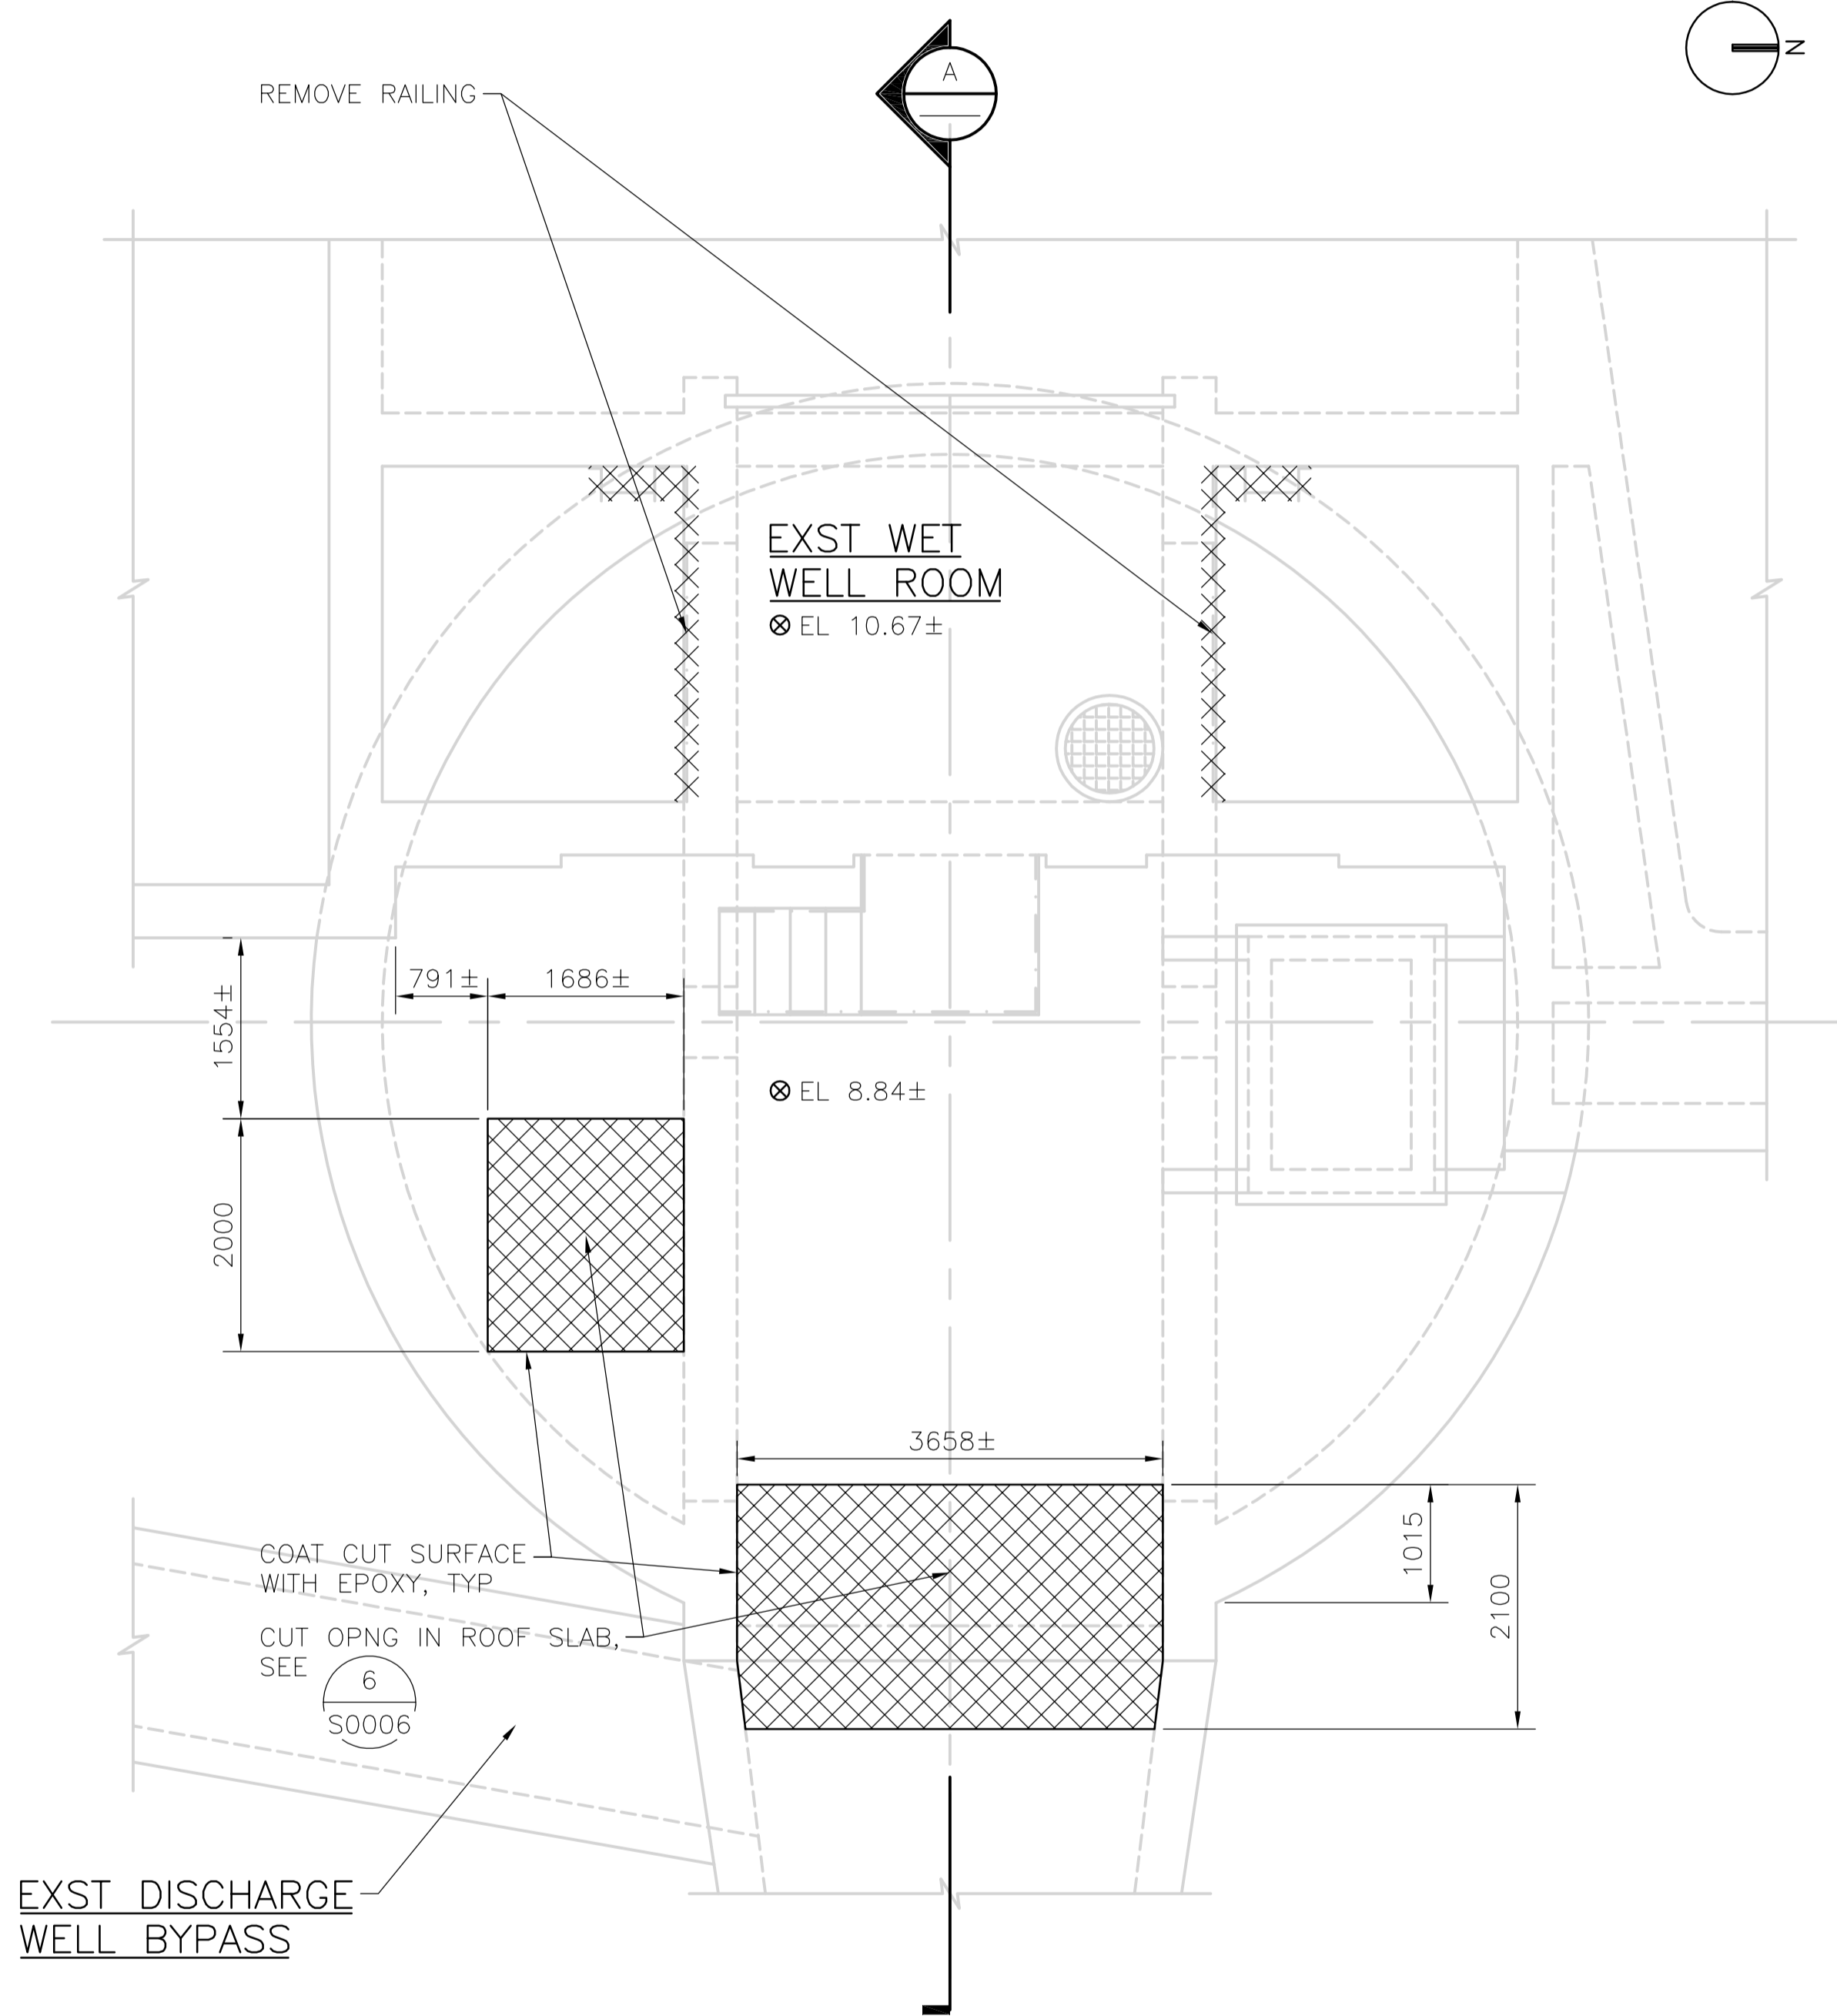 A
N
REMOVE RAILING
EXST WET
WELL ROOM
EL 10.67±
791±
1686±
1554±
EL 8.84±
2000
3658±
1015
2100
COAT CUT SURFACE
WITH EPOXY, TYP
CUT OPNG IN ROOF SLAB,
SEE
6
S0006
EXST DISCHARGE
WELL BYPASS